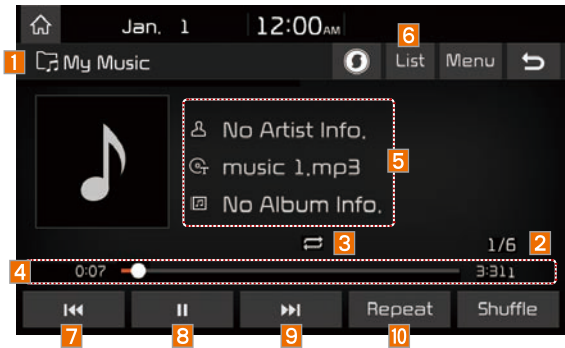 Jan. 1 12:00AM
6
1 My Music List Menu
No Artist Info.
music 1.mp3 5
No Album Info.
3 1/6 2
4 0:07 3:311
Repeat Shuffle
7 8 9 10